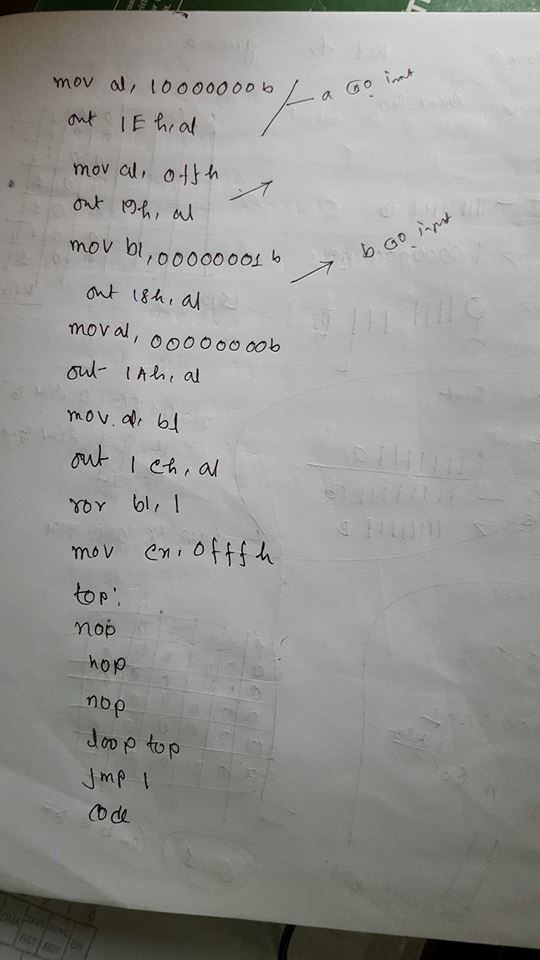 mov al, 10000000b
out 1Eh, al
mov al, 0ffh
out 19h, al
mov bl, 00000001b
out 18h, al
mov al, 00000000b
out 1Ah, al
mov al, bl
out 1Ch, al
ror bl, 1
mov cx, 0fffh
top:
nop
nop
nop
loop top
jmp 1
code
a
b